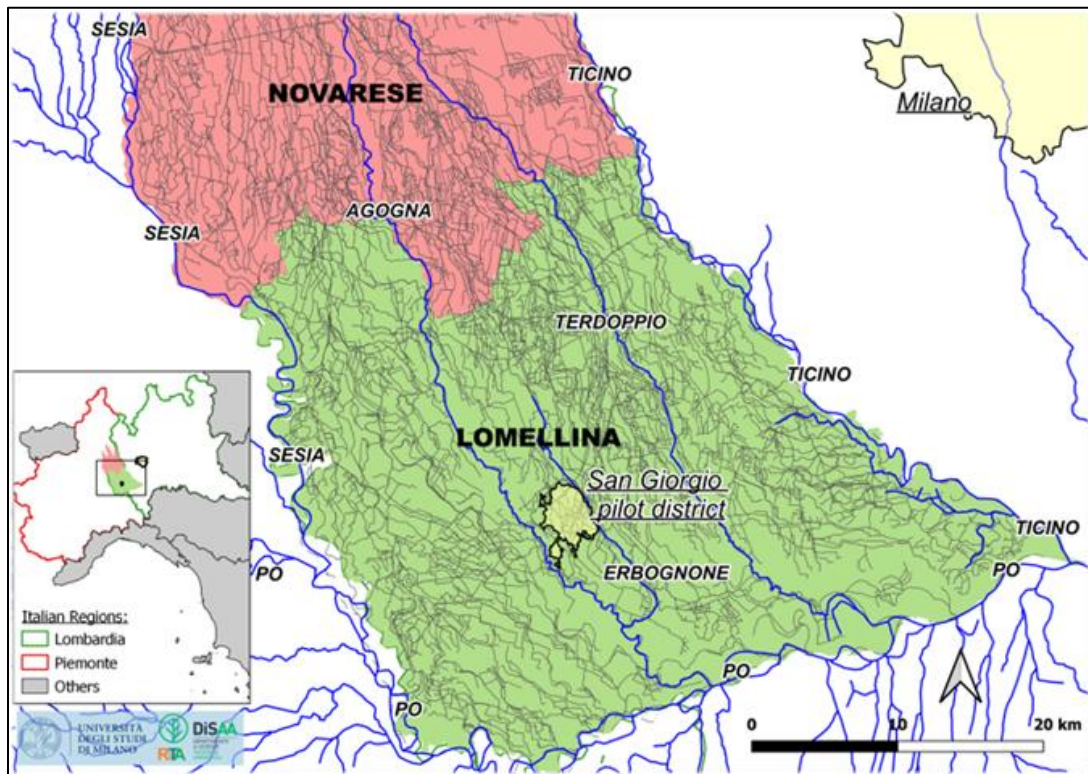 SESIA
NOVARESE
TICINO
Milano
AGOGNA
SESIA
TERDOPPIO
TICINO
LOMELLINA
SESIA
San Giorgio
pilot district
TICINO
ERBOGNONE
PO
PO
PO
PO
Italian Regions:
Lombardia
Piemonte
Others
UNIVERSITÀ
DEGLI STUDI
DI MILANO
DiSAA
RTA
0 10 20 km